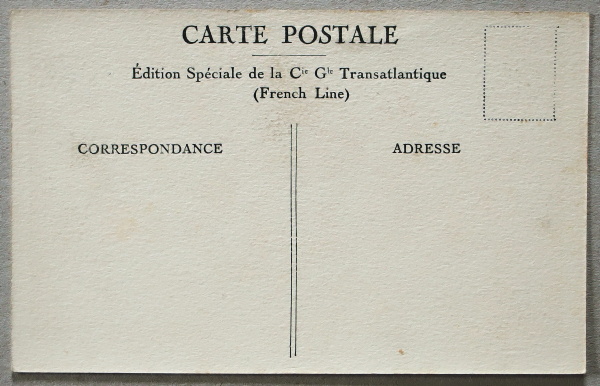 CARTE POSTALE
Édition Spéciale de la Cie Gle Transatlantique
(French Line)
CORRESPONDANCE
ADRESSE